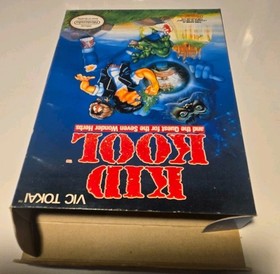 KID
KOOL
and the Quest for the Seven Wonder Herbs
VIC TOKAI